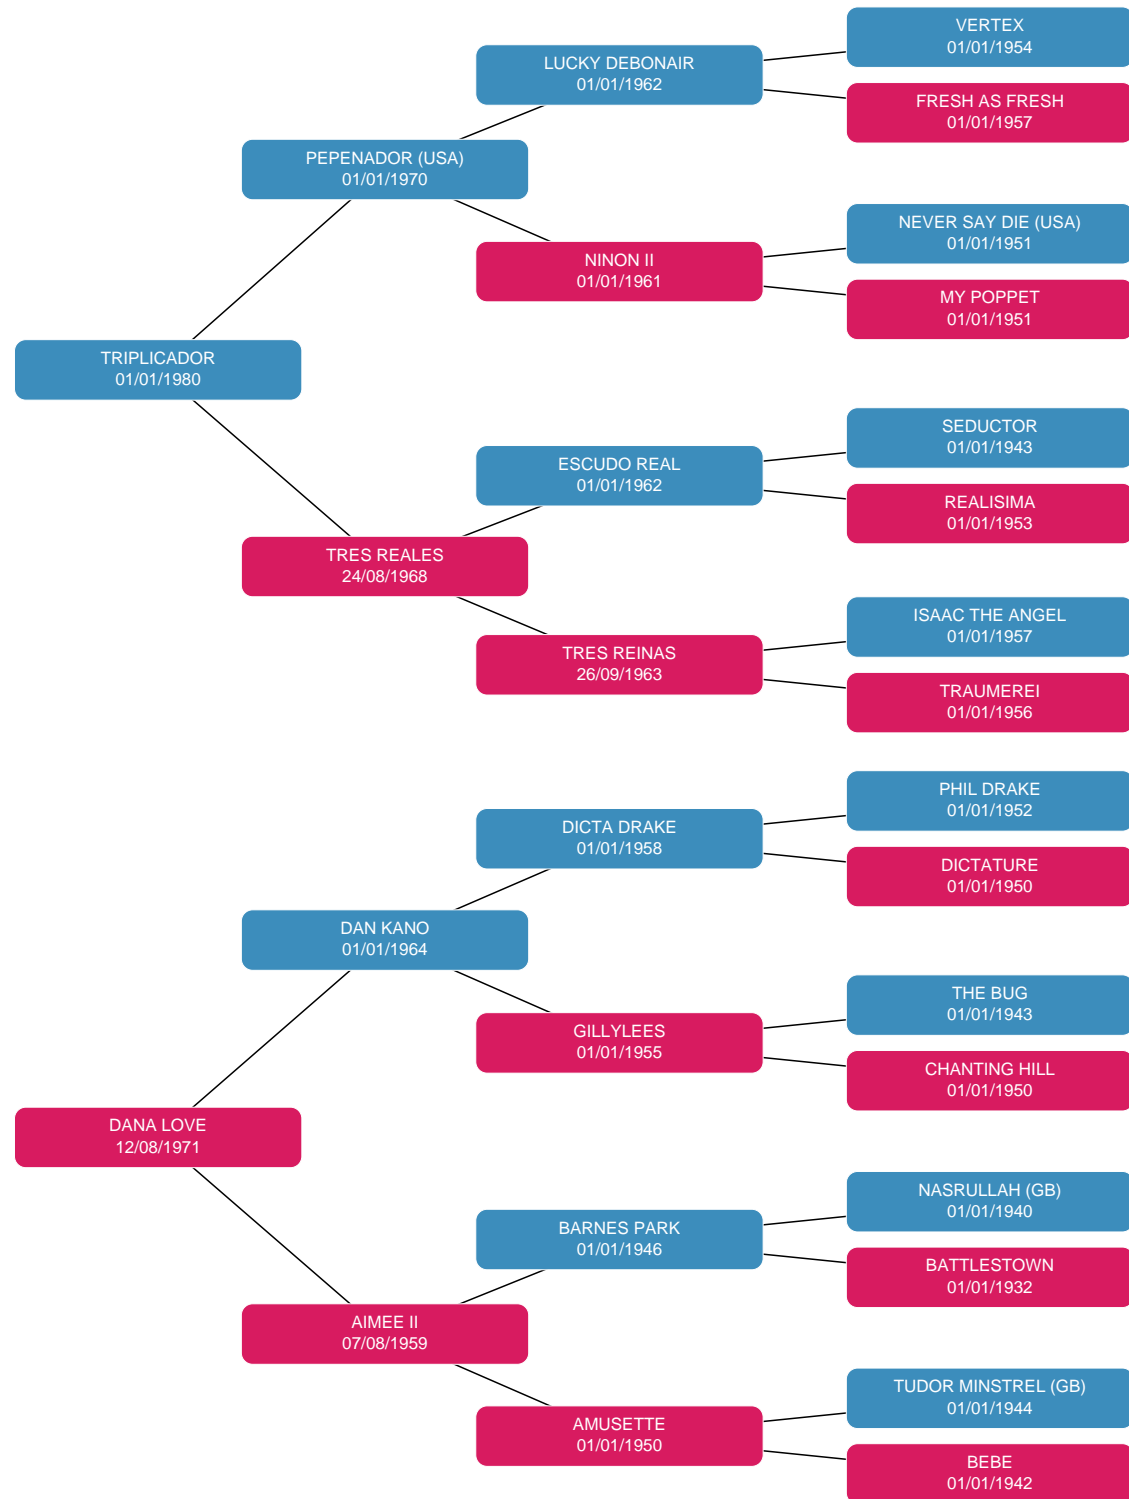 VERTEX
01/01/1954
LUCKY DEBONAIR
01/01/1962
FRESH AS FRESH
01/01/1957
PEPENADOR (USA)
01/01/1970
NEVER SAY DIE (USA)
01/01/1951
NINON II
01/01/1961
MY POPPET
01/01/1951
TRIPLICADOR
01/01/1980
SEDUCTOR
01/01/1943
ESCUDO REAL
01/01/1962
REALISIMA
01/01/1953
TRES REALES
24/08/1968
ISAAC THE ANGEL
01/01/1957
TRES REINAS
26/09/1963
TRAUMEREI
01/01/1956
PHIL DRAKE
01/01/1952
DICTA DRAKE
01/01/1958
DICTATURE
01/01/1950
DAN KANO
01/01/1964
THE BUG
01/01/1943
GILLYLEES
01/01/1955
CHANTING HILL
01/01/1950
DANA LOVE
12/08/1971
NASRULLAH (GB)
01/01/1940
BARNES PARK
01/01/1946
BATTLESTOWN
01/01/1932
AIMEE II
07/08/1959
TUDOR MINSTREL (GB)
01/01/1944
AMUSETTE
01/01/1950
BEBE
01/01/1942